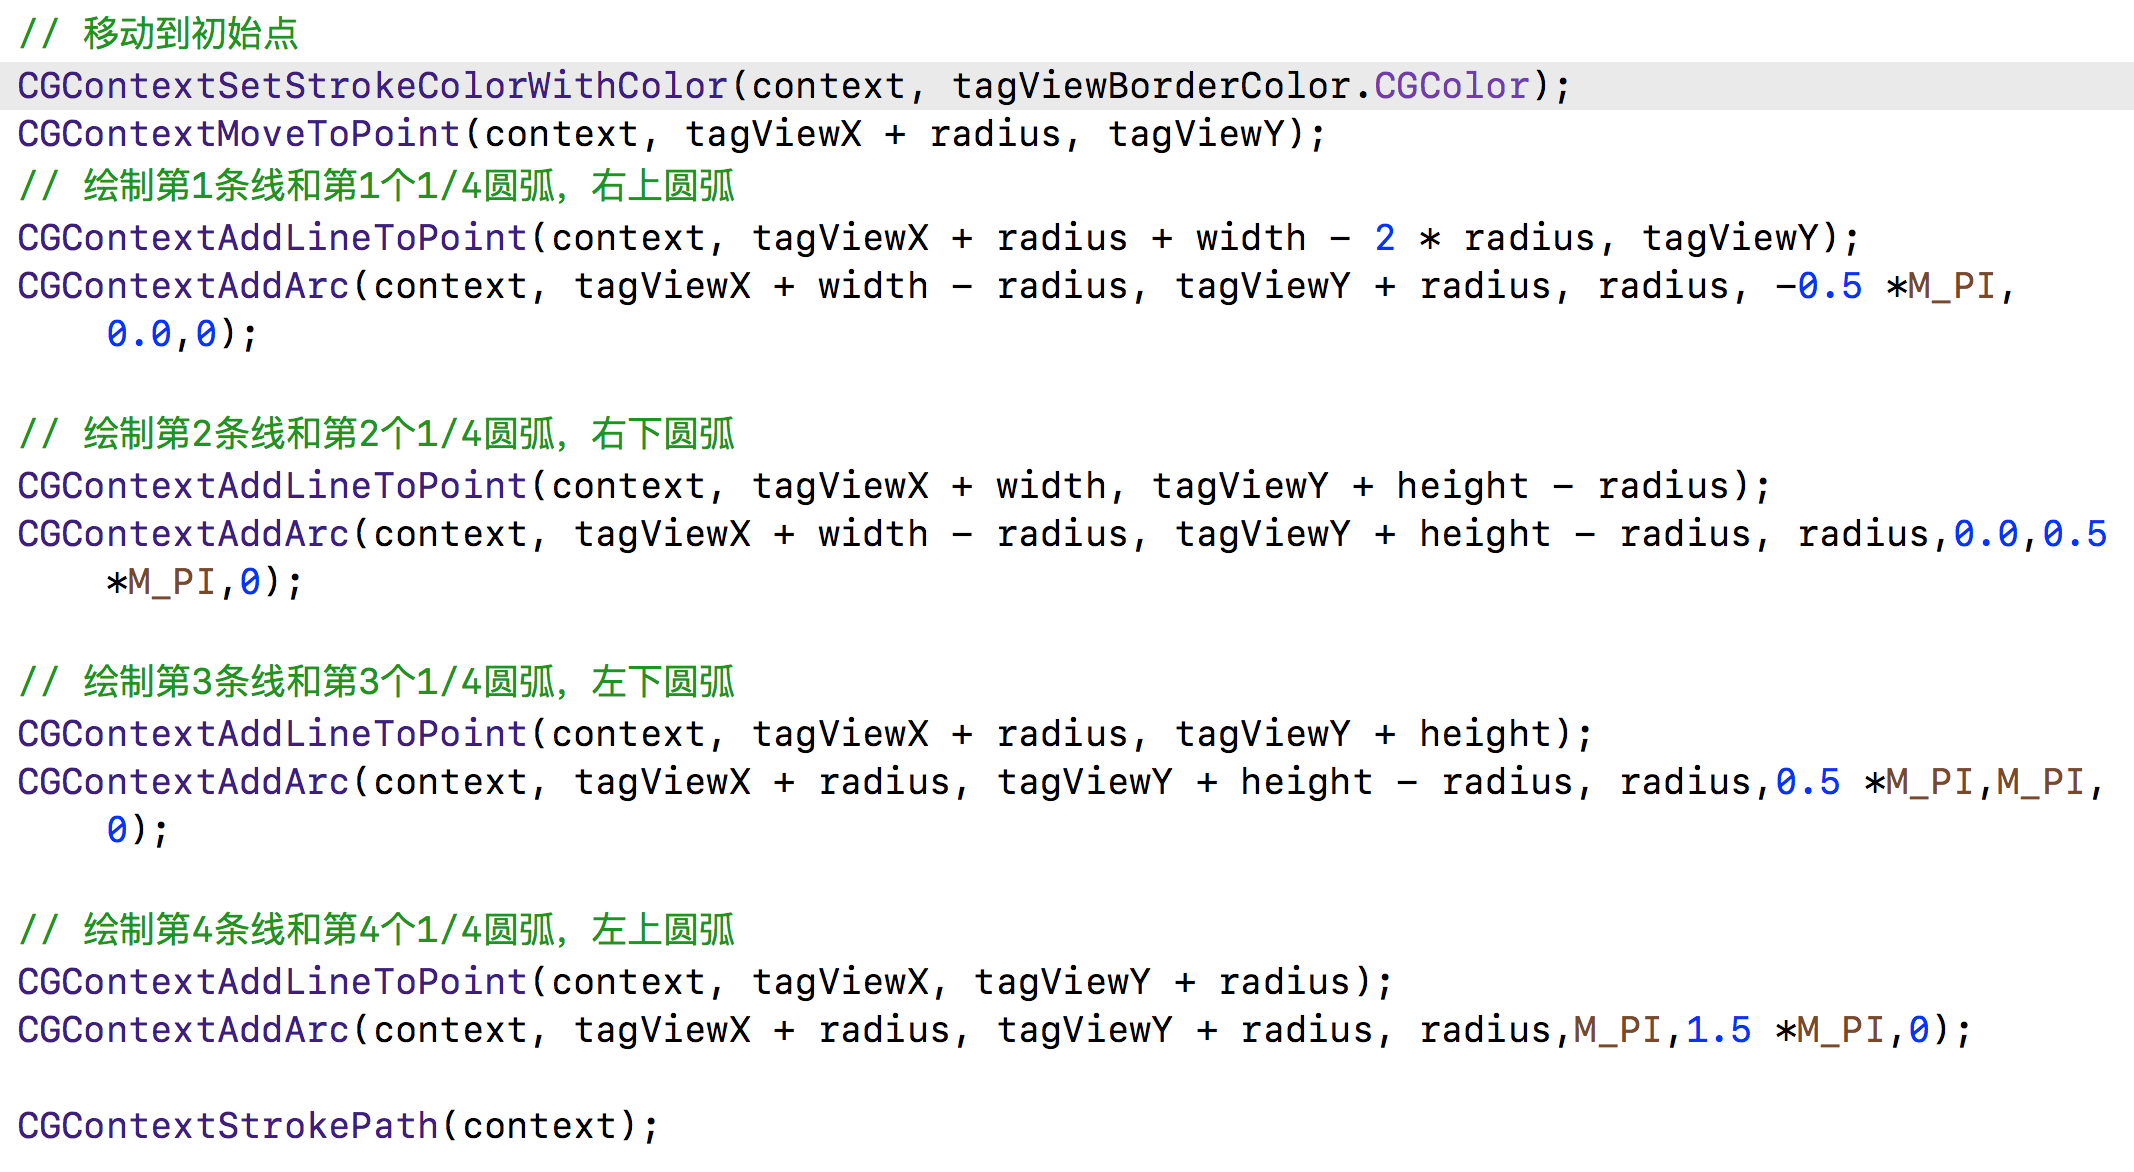 // 移动到初始点
CGContextSetStrokeColorWithColor(context, tagViewBorderColor.CGColor);
CGContextMoveToPoint(context, tagViewX + radius, tagViewY);
// 绘制第1条线和第1个1/4圆弧，右上圆弧
CGContextAddLineToPoint(context, tagViewX + radius + width - 2 * radius, tagViewY);
CGContextAddArc(context, tagViewX + width - radius, tagViewY + radius, radius, -0.5 *M_PI,
0.0,0);
// 绘制第2条线和第2个1/4圆弧，右下圆弧
CGContextAddLineToPoint(context, tagViewX + width, tagViewY + height - radius);
CGContextAddArc(context, tagViewX + width - radius, tagViewY + height - radius, radius,0.0,0.5
*M_PI,0);
// 绘制第3条线和第3个1/4圆弧，左下圆弧
CGContextAddLineToPoint(context, tagViewX + radius, tagViewY + height);
CGContextAddArc(context, tagViewX + radius, tagViewY + height - radius, radius,0.5 *M_PI,M_PI,
0);
// 绘制第4条线和第4个1/4圆弧，左上圆弧
CGContextAddLineToPoint(context, tagViewX, tagViewY + radius);
CGContextAddArc(context, tagViewX + radius, tagViewY + radius, radius,M_PI,1.5 *M_PI,0);
CGContextStrokePath(context);